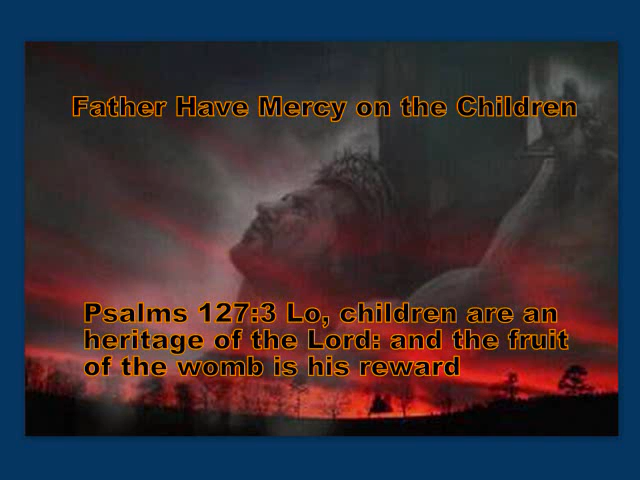 Father Have Mercy on the Children
Psalms 127:3 Lo, children are an
heritage of the Lord: and the fruit
of the womb is his reward